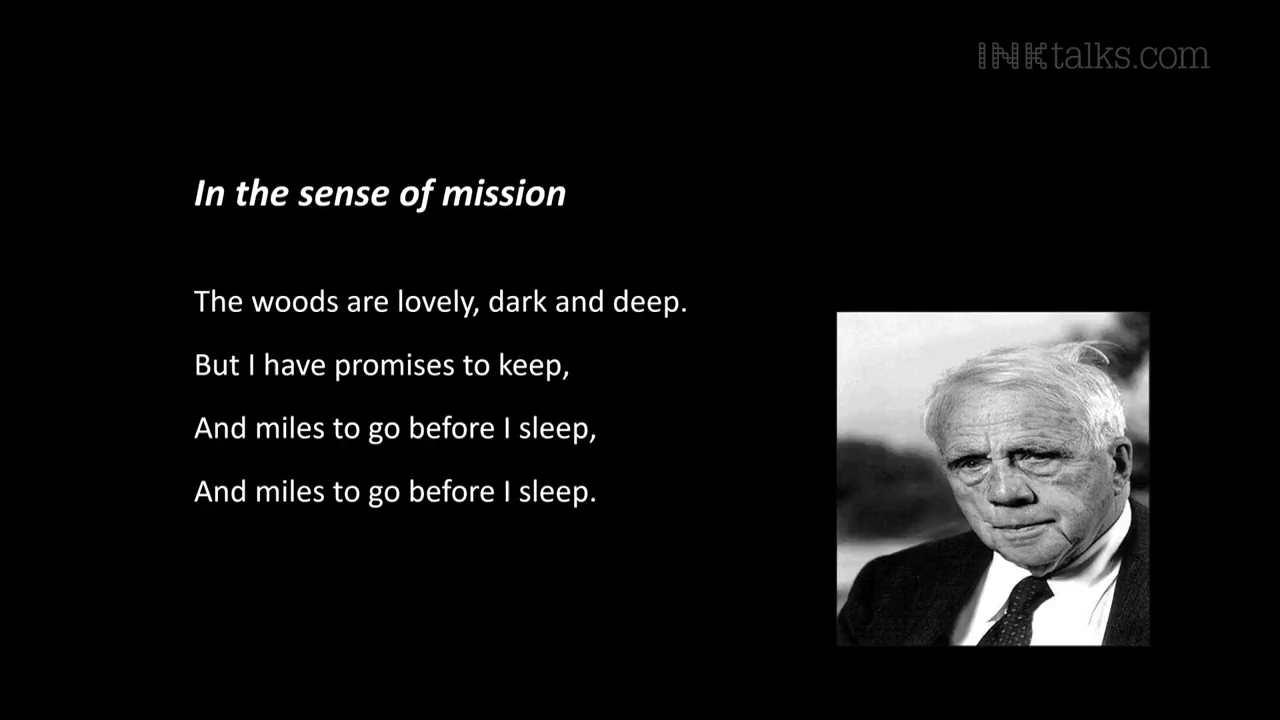 INKtalks.com
In the sense of mission
The woods are lovely, dark and deep.
But I have promises to keep,
And miles to go before I sleep,
And miles to go before I sleep.